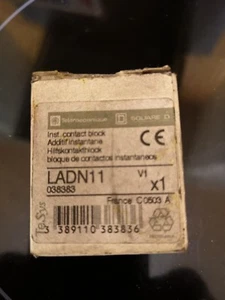 Telemecanique SQUARE D
Inst. contact block
Additif instantané
Hilfskontaktblock
bloque de contactos instantaneos
CE
LADN11 V1
038383 x1
France C 0503 A
3 389110 383836